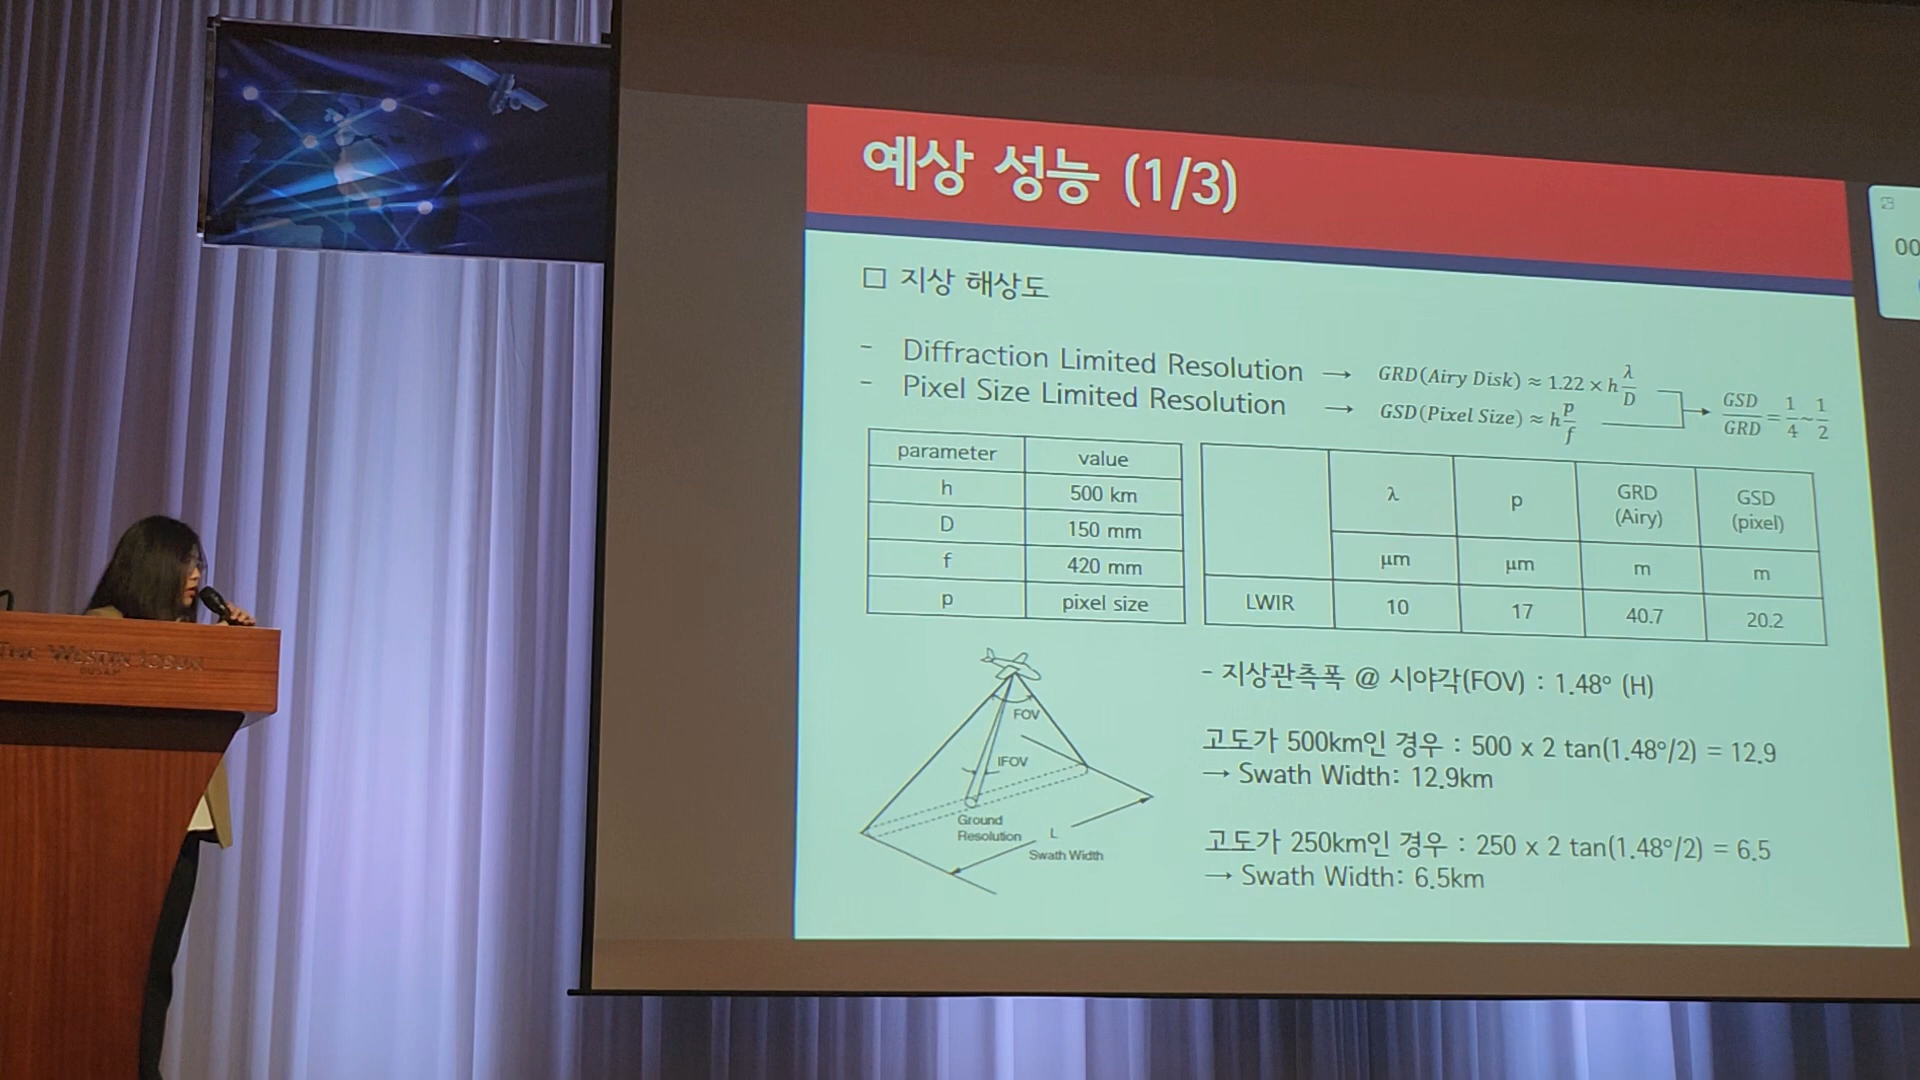 예상 성능 (1/3)
00
□ 지상 해상도
- Diffraction Limited Resolution → GRD(Airy Disk) ≈ 1.22 × h λ/D
- Pixel Size Limited Resolution → GSD(Pixel Size) ≈ h p/f
GSD/GRD = 1/4 ~ 1/2
parameter value
h 500 km
D 150 mm
f 420 mm
p pixel size
λ p GRD (Airy) GSD (pixel)
μm μm m m
LWIR 10 17 40.7 20.2
FOV
IFOV
Ground
Resolution
L
Swath Width
- 지상관측폭 @ 시야각(FOV) : 1.48° (H)
고도가 500km인 경우 : 500 x 2 tan(1.48°/2) = 12.9
→ Swath Width: 12.9km
고도가 250km인 경우 : 250 x 2 tan(1.48°/2) = 6.5
→ Swath Width: 6.5km
THE WESTIN JOSUN
BUSAN